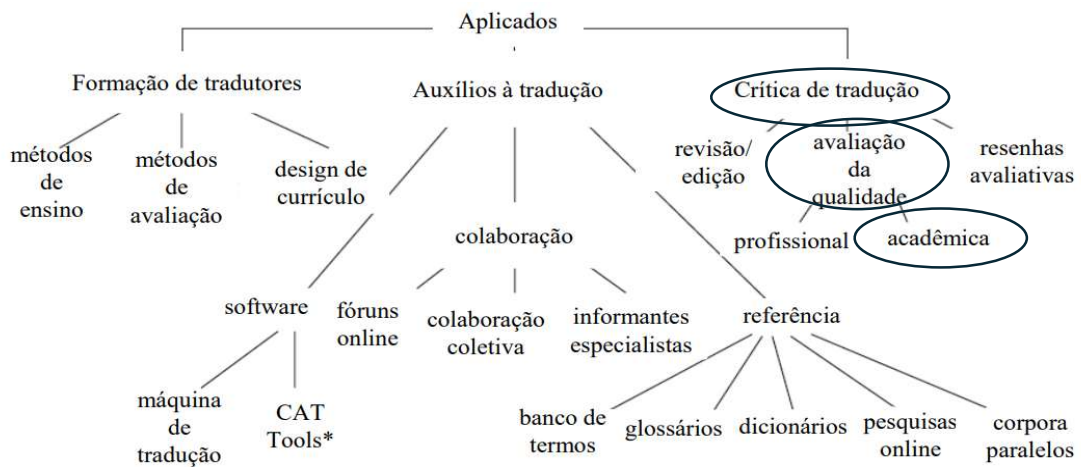 Aplicados
Formação de tradutores
Auxílios à tradução
Crítica de tradução
métodos
de
ensino
métodos
de
avaliação
design de
currículo
revisão/
edição
avaliação
da
qualidade
resenhas
avaliativas
profissional
acadêmica
colaboração
software
fóruns
online
colaboração
coletiva
informantes
especialistas
referência
máquina
de
tradução
CAT
Tools*
banco de
termos
glossários
dicionários
pesquisas
online
corpora
paralelos